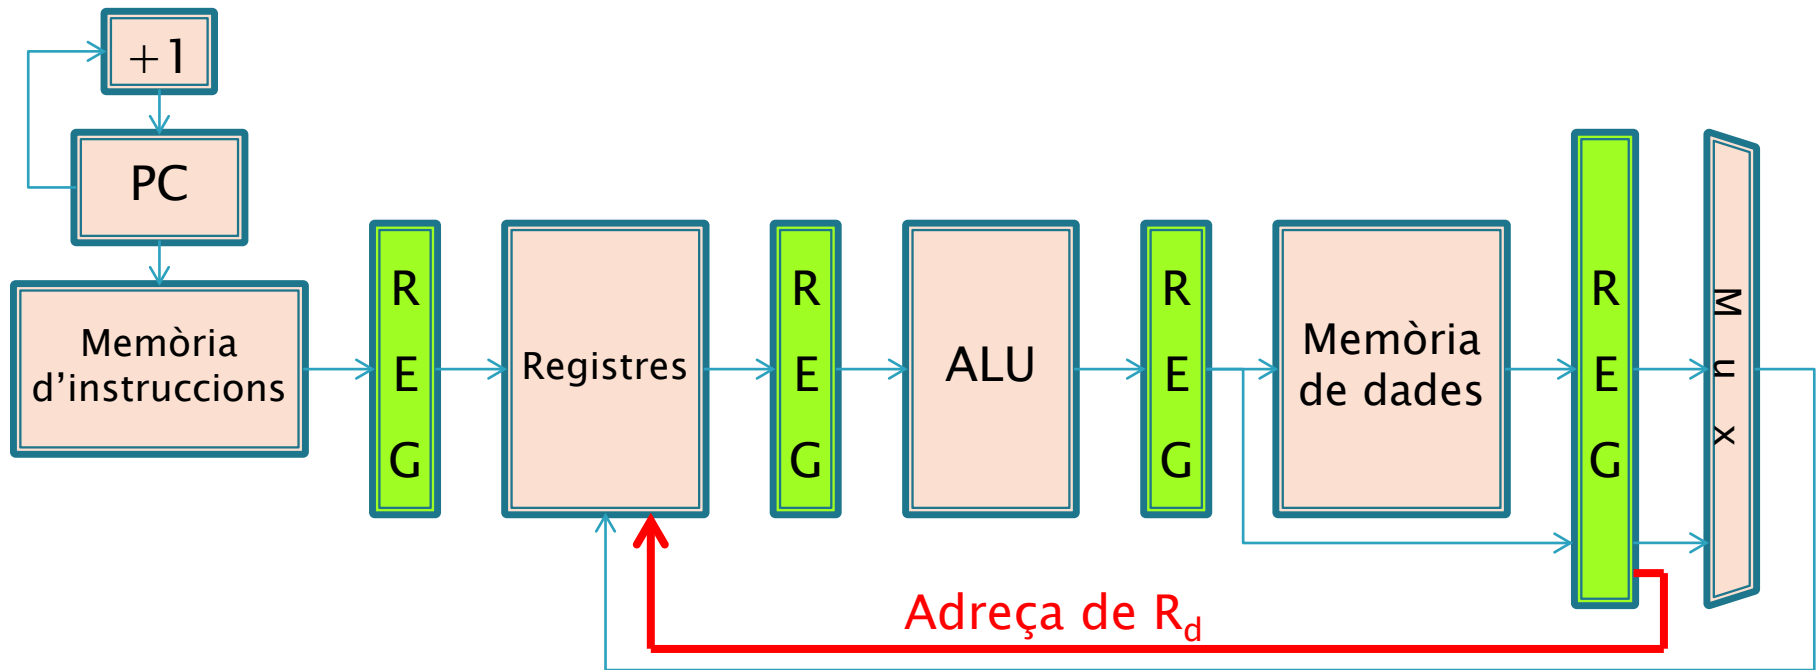 +1
PC
Memòria
d’instruccions
R
E
G
Registres
R
E
G
ALU
R
E
G
Memòria
de dades
R
E
G
M u x
Adreça de Rd